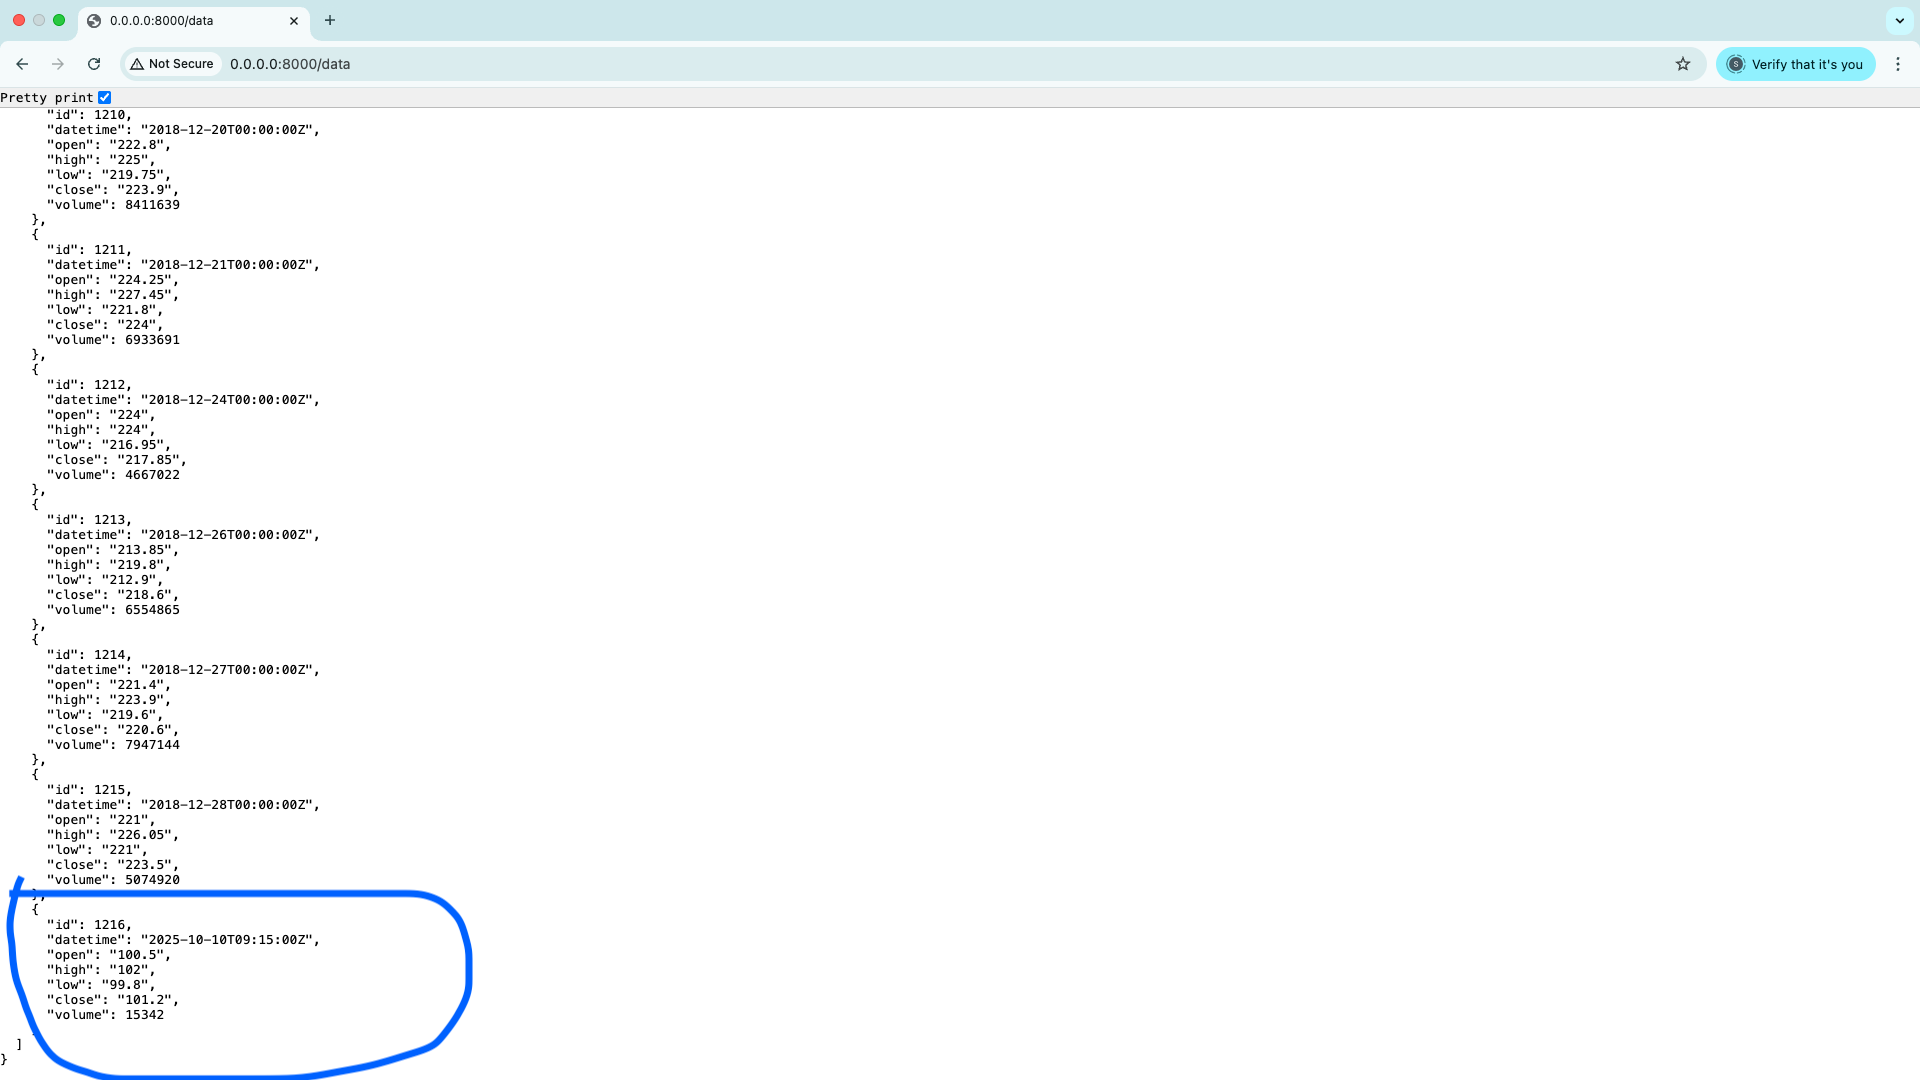 0.0.0.0:8000/data
Not Secure
0.0.0.0:8000/data
S
Verify that it's you
Pretty print
"id": 1210,
"datetime": "2018-12-20T00:00:00Z",
"open": "222.8",
"high": "225",
"low": "219.75",
"close": "223.9",
"volume": 8411639
},
{
"id": 1211,
"datetime": "2018-12-21T00:00:00Z",
"open": "224.25",
"high": "227.45",
"low": "221.8",
"close": "224",
"volume": 6933691
},
{
"id": 1212,
"datetime": "2018-12-24T00:00:00Z",
"open": "224",
"high": "224",
"low": "216.95",
"close": "217.85",
"volume": 4667022
},
{
"id": 1213,
"datetime": "2018-12-26T00:00:00Z",
"open": "213.85",
"high": "219.8",
"low": "212.9",
"close": "218.6",
"volume": 6554865
},
{
"id": 1214,
"datetime": "2018-12-27T00:00:00Z",
"open": "221.4",
"high": "223.9",
"low": "219.6",
"close": "220.6",
"volume": 7947144
},
{
"id": 1215,
"datetime": "2018-12-28T00:00:00Z",
"open": "221",
"high": "226.05",
"low": "221",
"close": "223.5",
"volume": 5074920
},
{
"id": 1216,
"datetime": "2025-10-10T09:15:00Z",
"open": "100.5",
"high": "102",
"low": "99.8",
"close": "101.2",
"volume": 15342
]
}